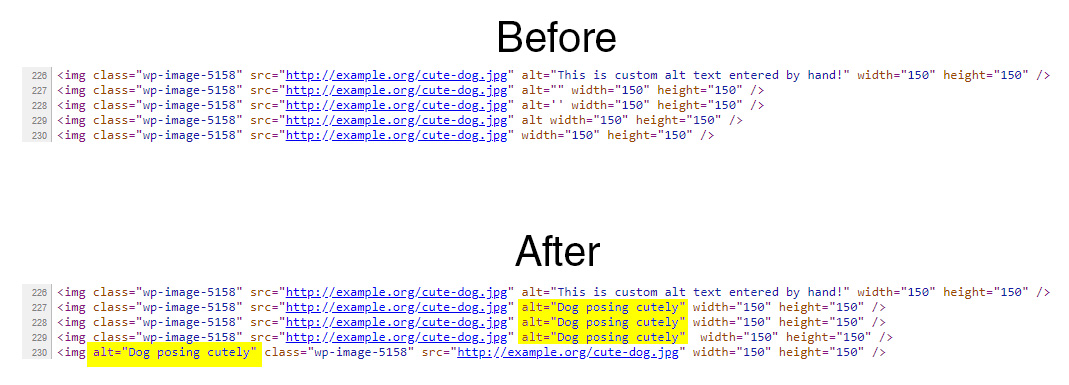 Before
226 <img class="wp-image-5158" src="http://example.org/cute-dog.jpg" alt="This is custom alt text entered by hand!" width="150" height="150" />
227 <img class="wp-image-5158" src="http://example.org/cute-dog.jpg" alt="" width="150" height="150" />
228 <img class="wp-image-5158" src="http://example.org/cute-dog.jpg" alt='' width="150" height="150" />
229 <img class="wp-image-5158" src="http://example.org/cute-dog.jpg" alt width="150" height="150" />
230 <img class="wp-image-5158" src="http://example.org/cute-dog.jpg" width="150" height="150" />
After
226 <img class="wp-image-5158" src="http://example.org/cute-dog.jpg" alt="This is custom alt text entered by hand!" width="150" height="150" />
227 <img class="wp-image-5158" src="http://example.org/cute-dog.jpg" alt="Dog posing cutely" width="150" height="150" />
228 <img class="wp-image-5158" src="http://example.org/cute-dog.jpg" alt="Dog posing cutely" width="150" height="150" />
229 <img class="wp-image-5158" src="http://example.org/cute-dog.jpg" alt="Dog posing cutely"  width="150" height="150" />
230 <img alt="Dog posing cutely" class="wp-image-5158" src="http://example.org/cute-dog.jpg" width="150" height="150" />